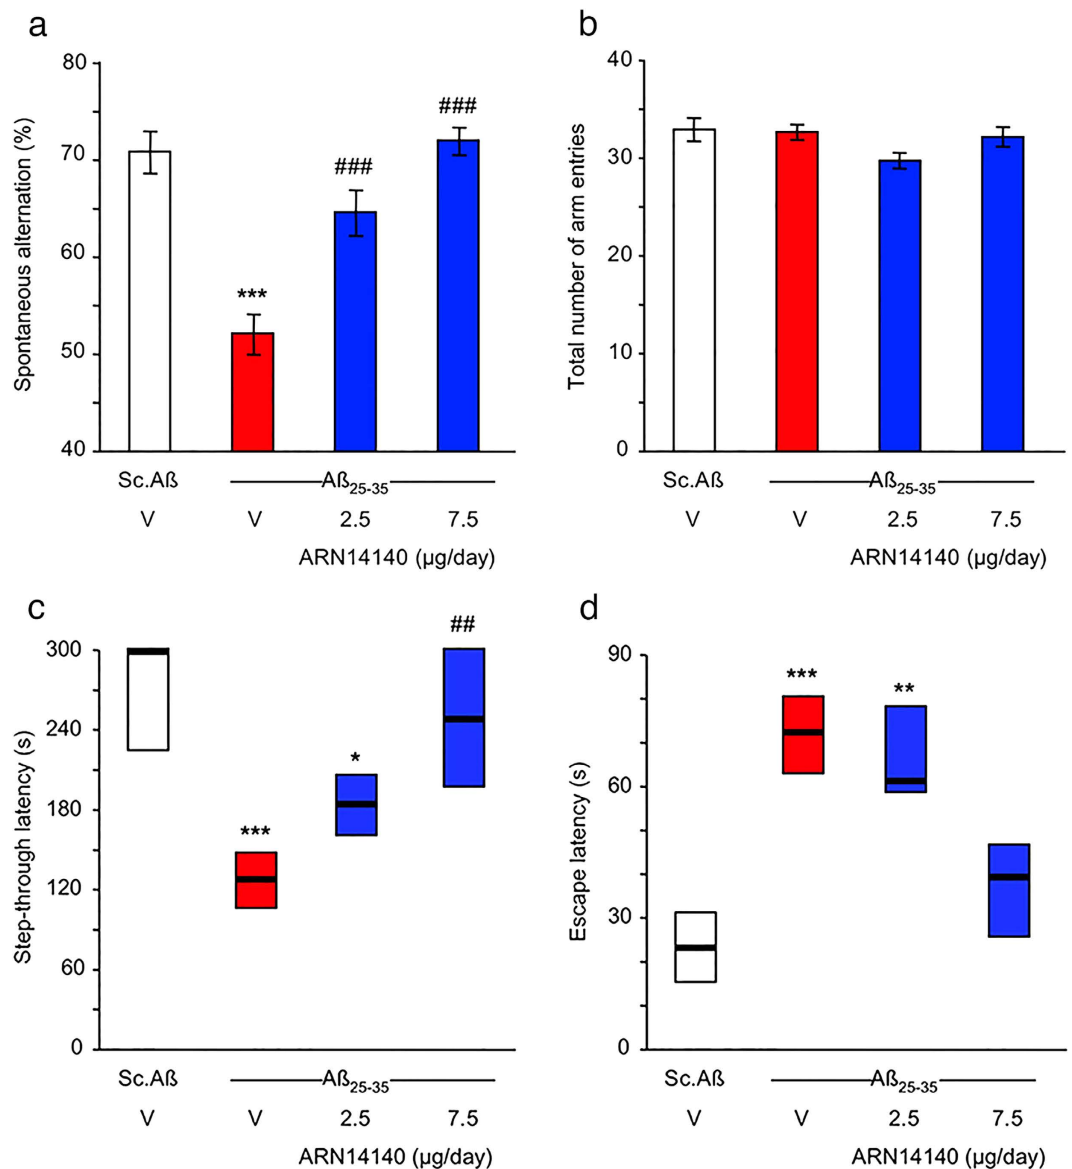 a
Spontaneous alternation (%)
80
70
60
50
40
***
###
###
Sc.Aß
Aß25-35
V
V
2.5
7.5
ARN14140 (µg/day)
b
Total number of arm entries
40
30
20
10
0
Sc.Aß
Aß25-35
V
V
2.5
7.5
ARN14140 (µg/day)
c
Step-through latency (s)
300
240
180
120
60
0
***
*
##
Sc.Aß
Aß25-35
V
V
2.5
7.5
ARN14140 (µg/day)
d
Escape latency (s)
90
60
30
0
***
**
Sc.Aß
Aß25-35
V
V
2.5
7.5
ARN14140 (µg/day)